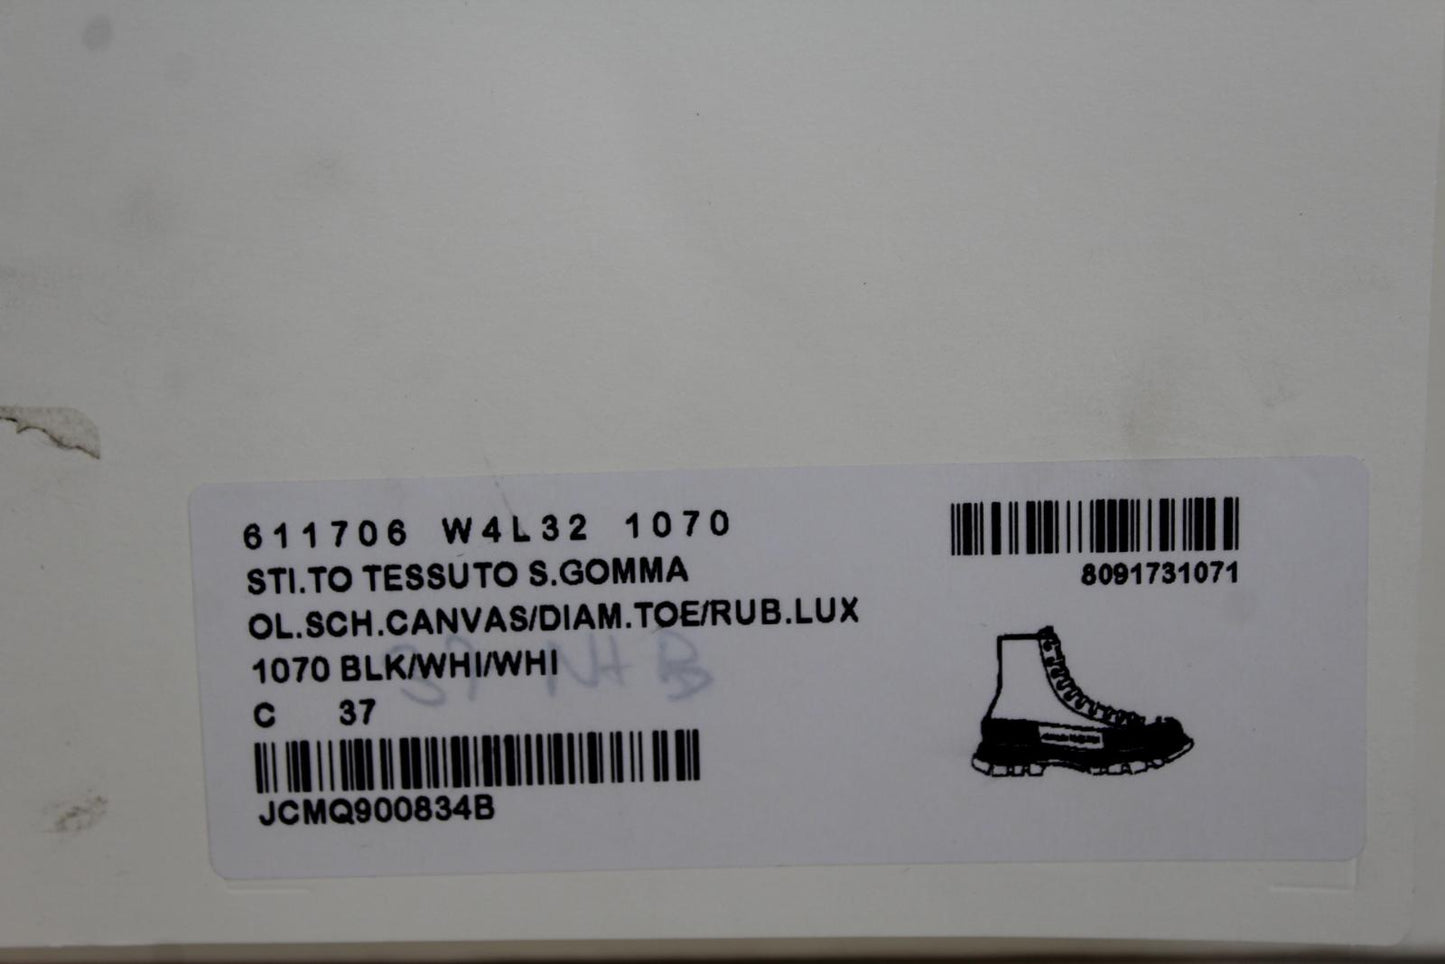 611706 W4L32 1070
STI.TO TESSUTO S.GOMMA
OL.SCH.CANVAS/DIAM.TOE/RUB.LUX
1070 BLK/WHI/WHI
C 37
JCMQ900834B
8091731071